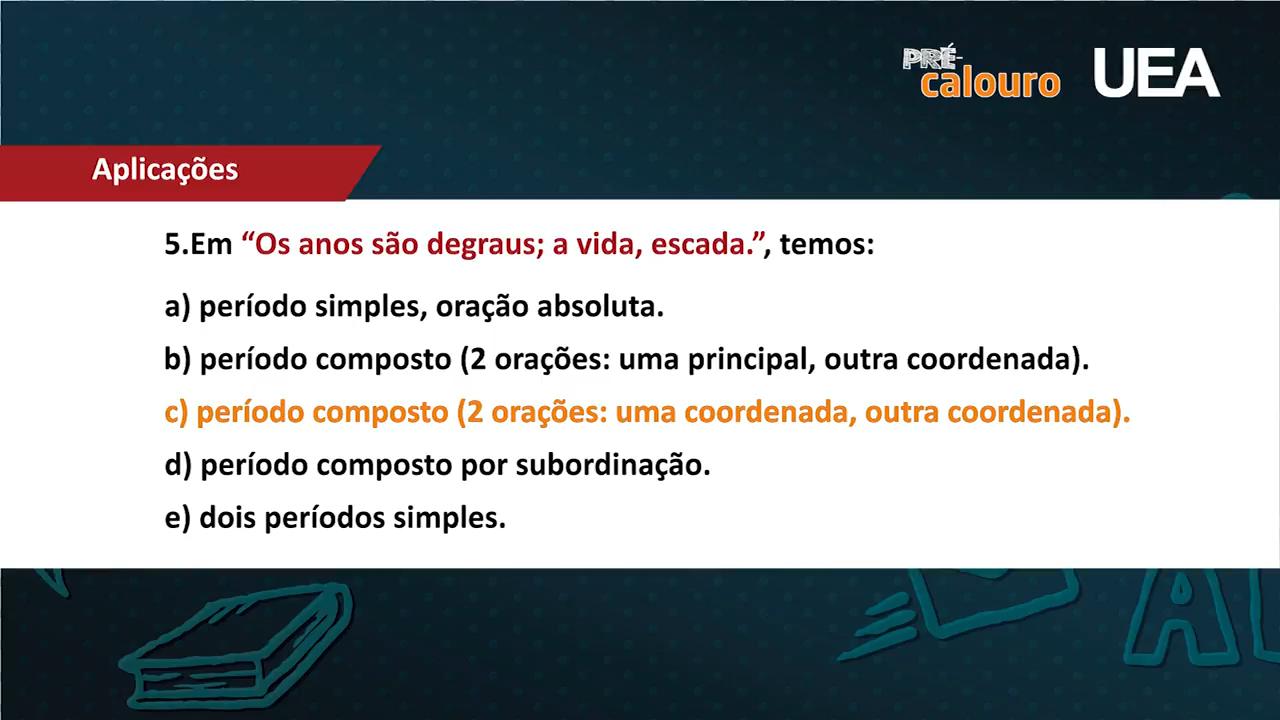 PRÉ-
calouro
UEA
Aplicações
5.Em “Os anos são degraus; a vida, escada.”, temos:
a) período simples, oração absoluta.
b) período composto (2 orações: uma principal, outra coordenada).
c) período composto (2 orações: uma coordenada, outra coordenada).
d) período composto por subordinação.
e) dois períodos simples.